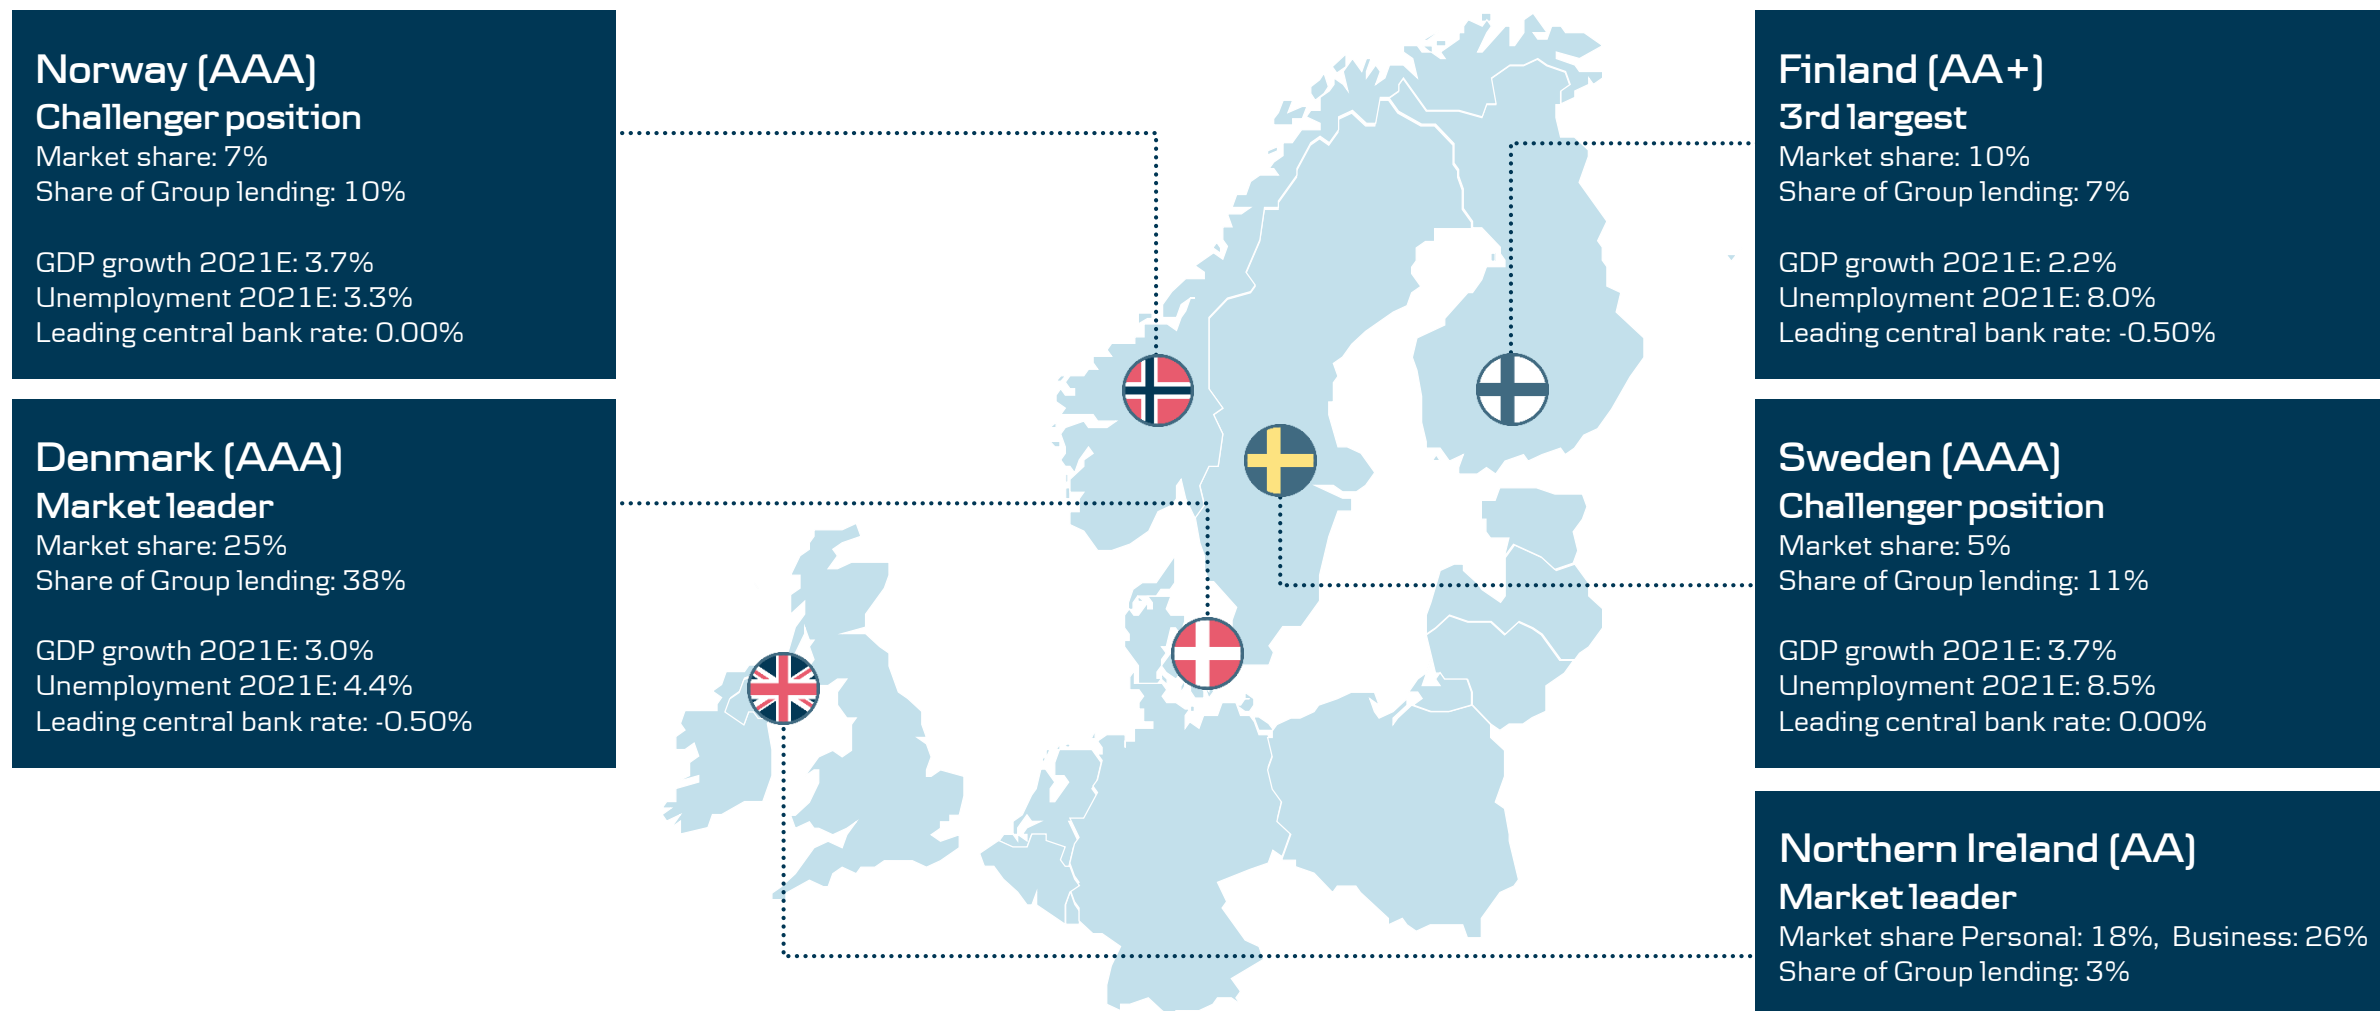 Norway (AAA)
Challenger position
Market share: 7%
Share of Group lending: 10%
GDP growth 2021E: 3.7%
Unemployment 2021E: 3.3%
Leading central bank rate: 0.00%
Denmark (AAA)
Market leader
Market share: 25%
Share of Group lending: 38%
GDP growth 2021E: 3.0%
Unemployment 2021E: 4.4%
Leading central bank rate: -0.50%
Finland (AA+)
3rd largest
Market share: 10%
Share of Group lending: 7%
GDP growth 2021E: 2.2%
Unemployment 2021E: 8.0%
Leading central bank rate: -0.50%
Sweden (AAA)
Challenger position
Market share: 5%
Share of Group lending: 11%
GDP growth 2021E: 3.7%
Unemployment 2021E: 8.5%
Leading central bank rate: 0.00%
Northern Ireland (AA)
Market leader
Market share Personal: 18%, Business: 26%
Share of Group lending: 3%